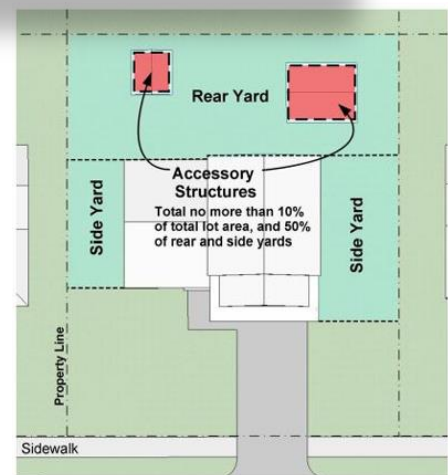 Rear Yard
Accessory
Structures
Total no more than 10%
of total lot area, and 50%
of rear and side yards
Side Yard
Side Yard
Property Line
Sidewalk